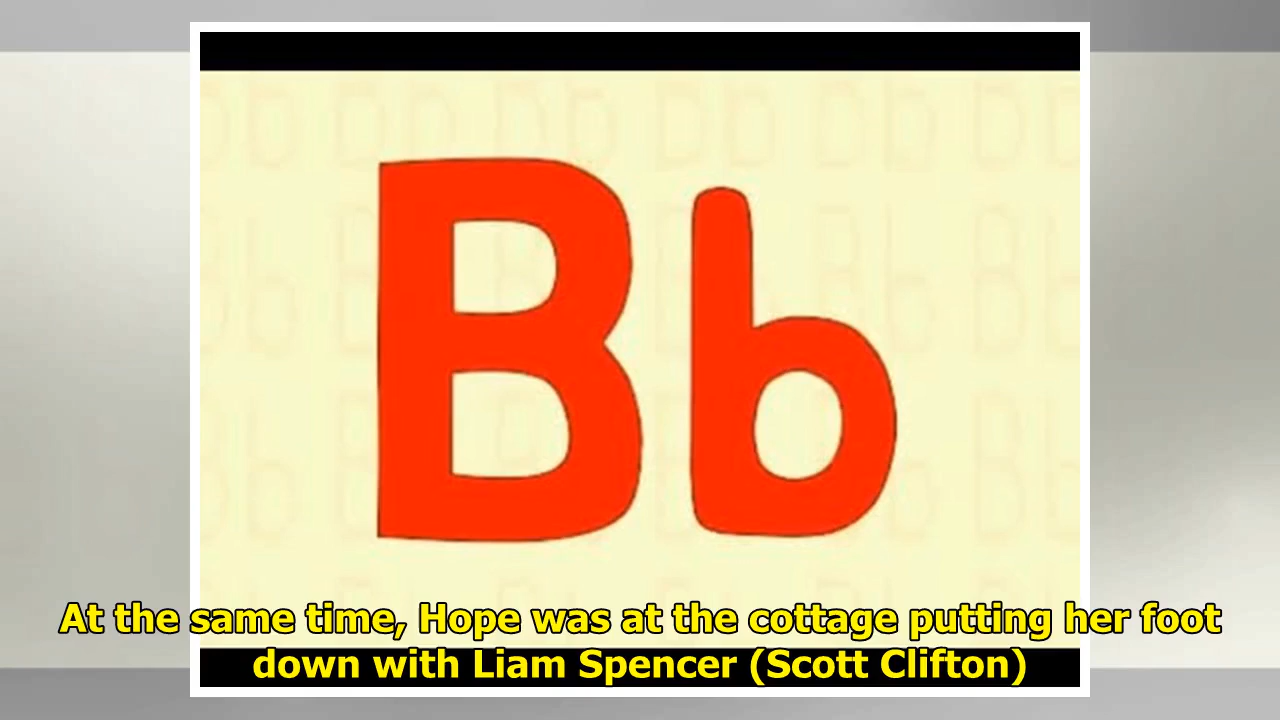 Bb
At the same time, Hope was at the cottage putting her foot
down with Liam Spencer (Scott Clifton)